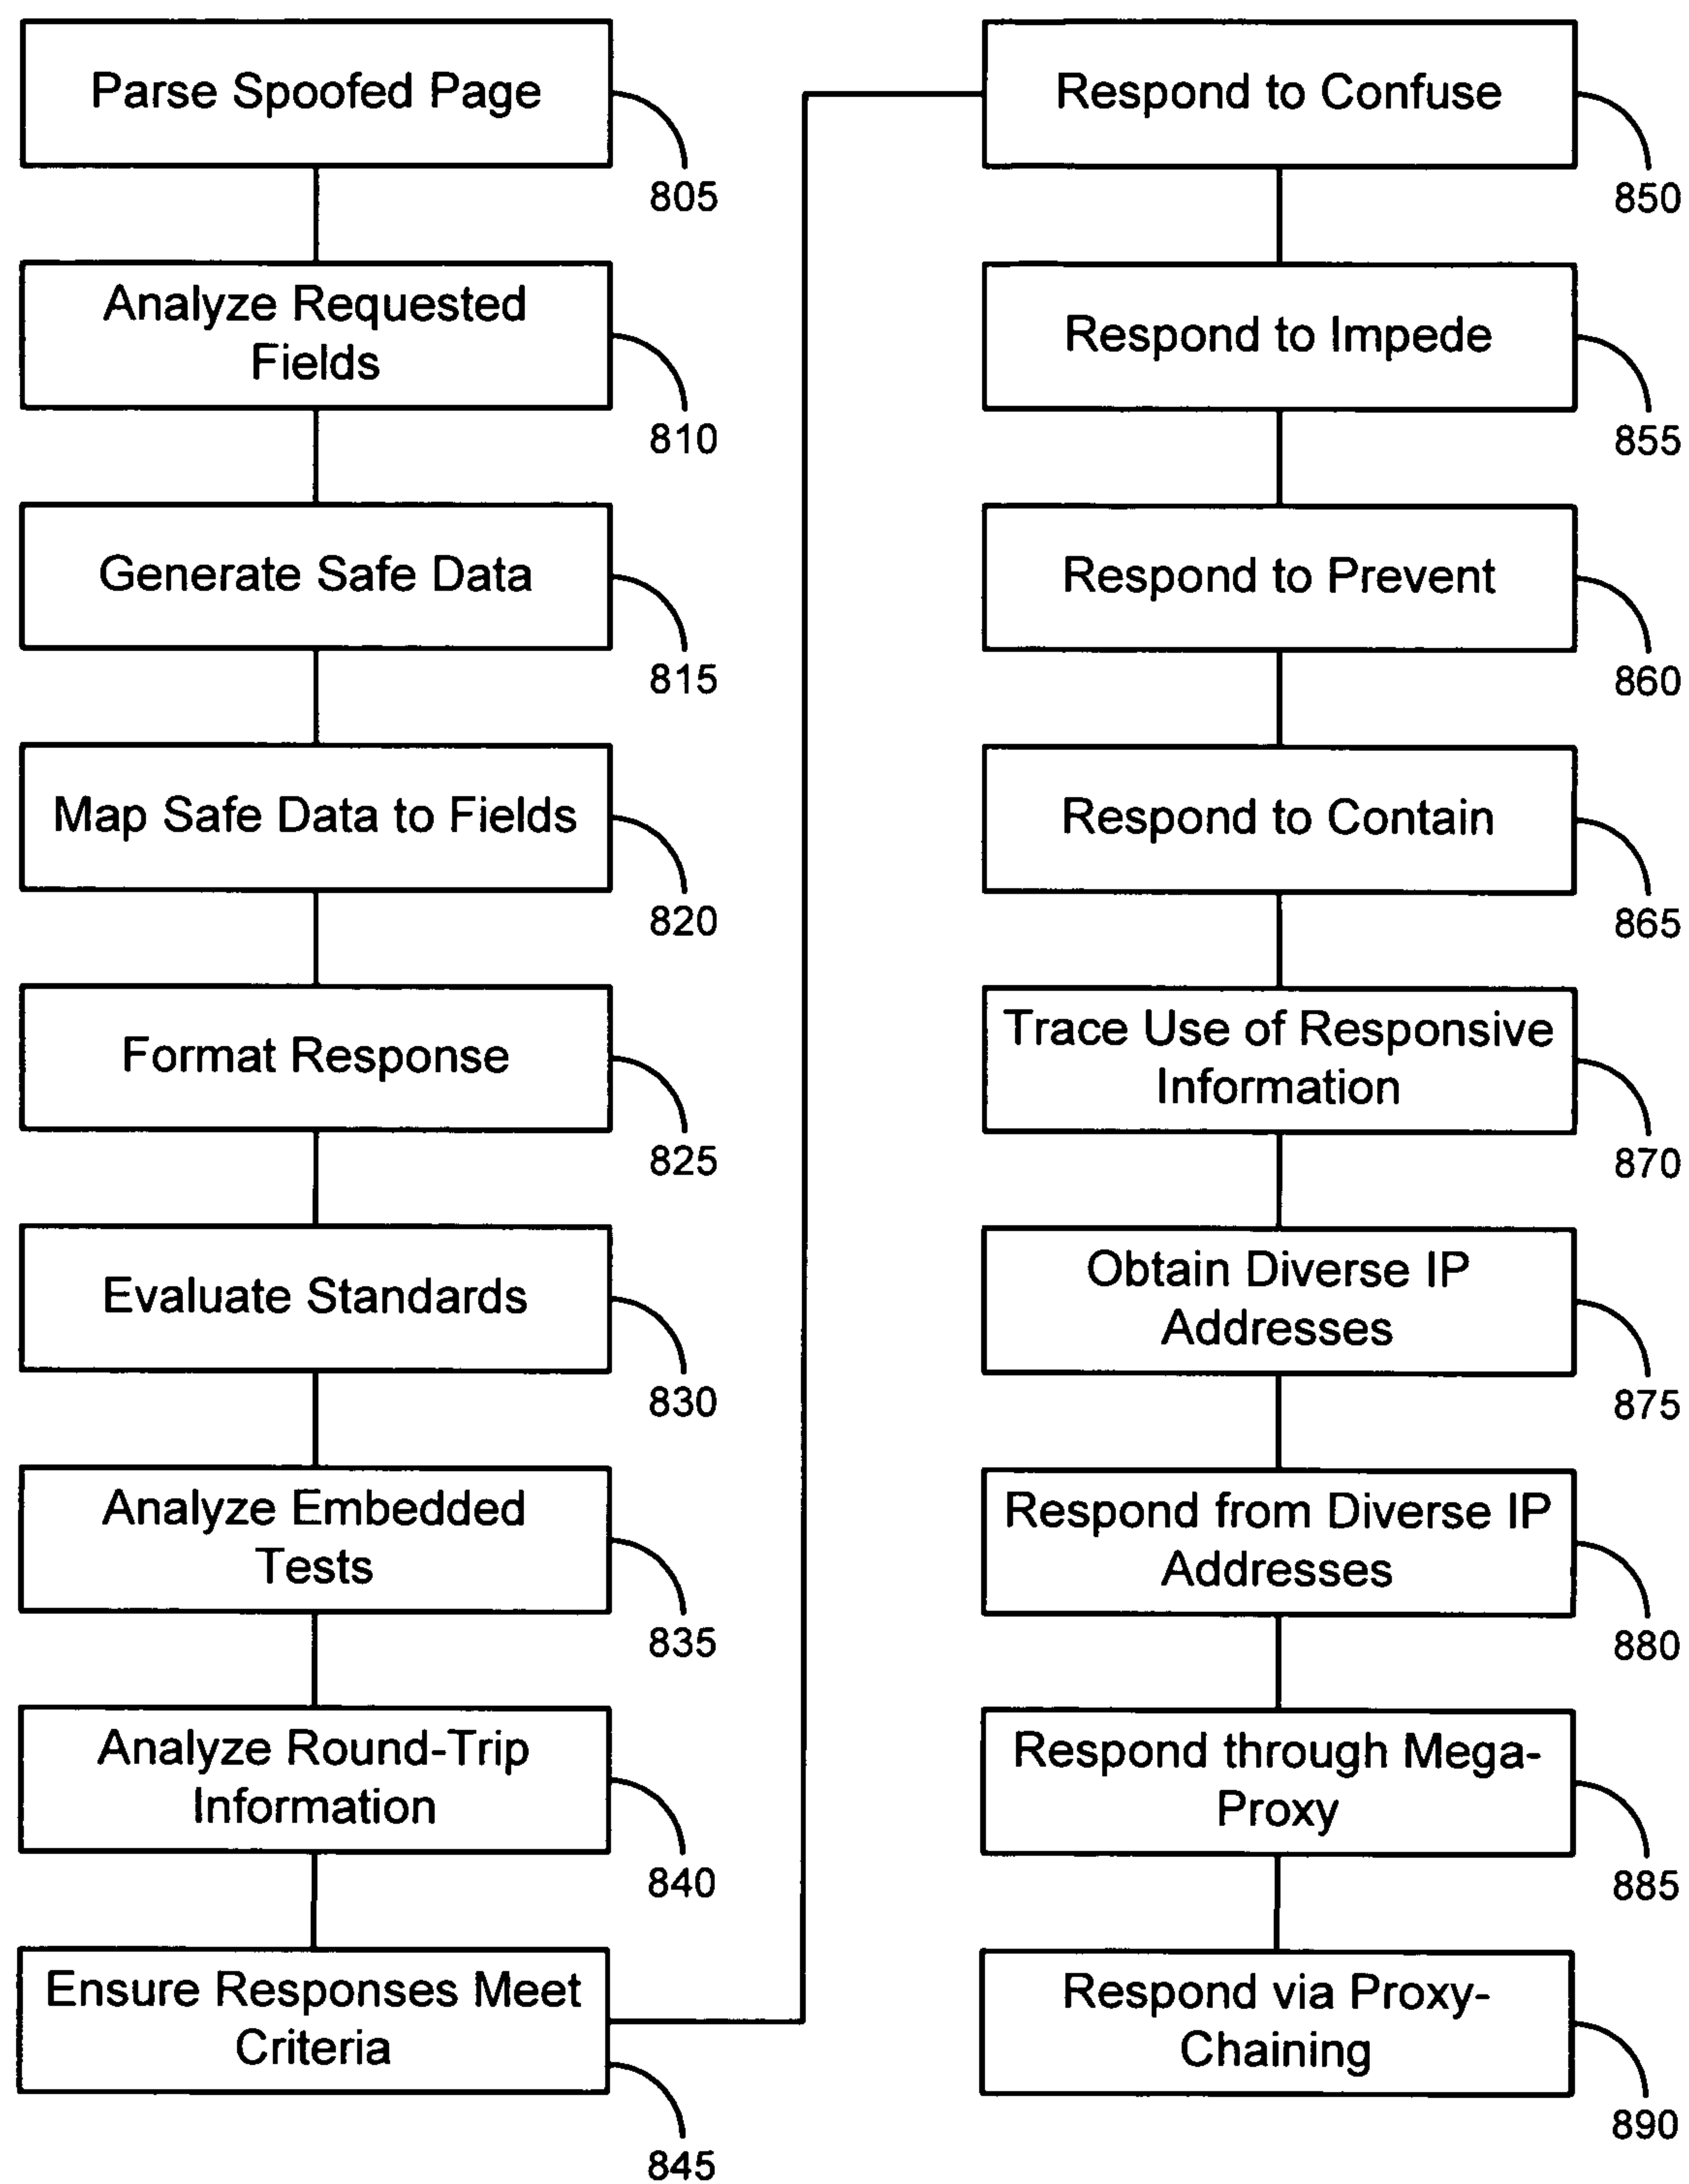 Parse Spoofed Page
805
Analyze Requested
Fields
810
Generate Safe Data
815
Map Safe Data to Fields
820
Format Response
825
Evaluate Standards
830
Analyze Embedded
Tests
835
Analyze Round-Trip
Information
840
Ensure Responses Meet
Criteria
845
Respond to Confuse
850
Respond to Impede
855
Respond to Prevent
860
Respond to Contain
865
Trace Use of Responsive
Information
870
Obtain Diverse IP
Addresses
875
Respond from Diverse IP
Addresses
880
Respond through Mega-
Proxy
885
Respond via Proxy-
Chaining
890